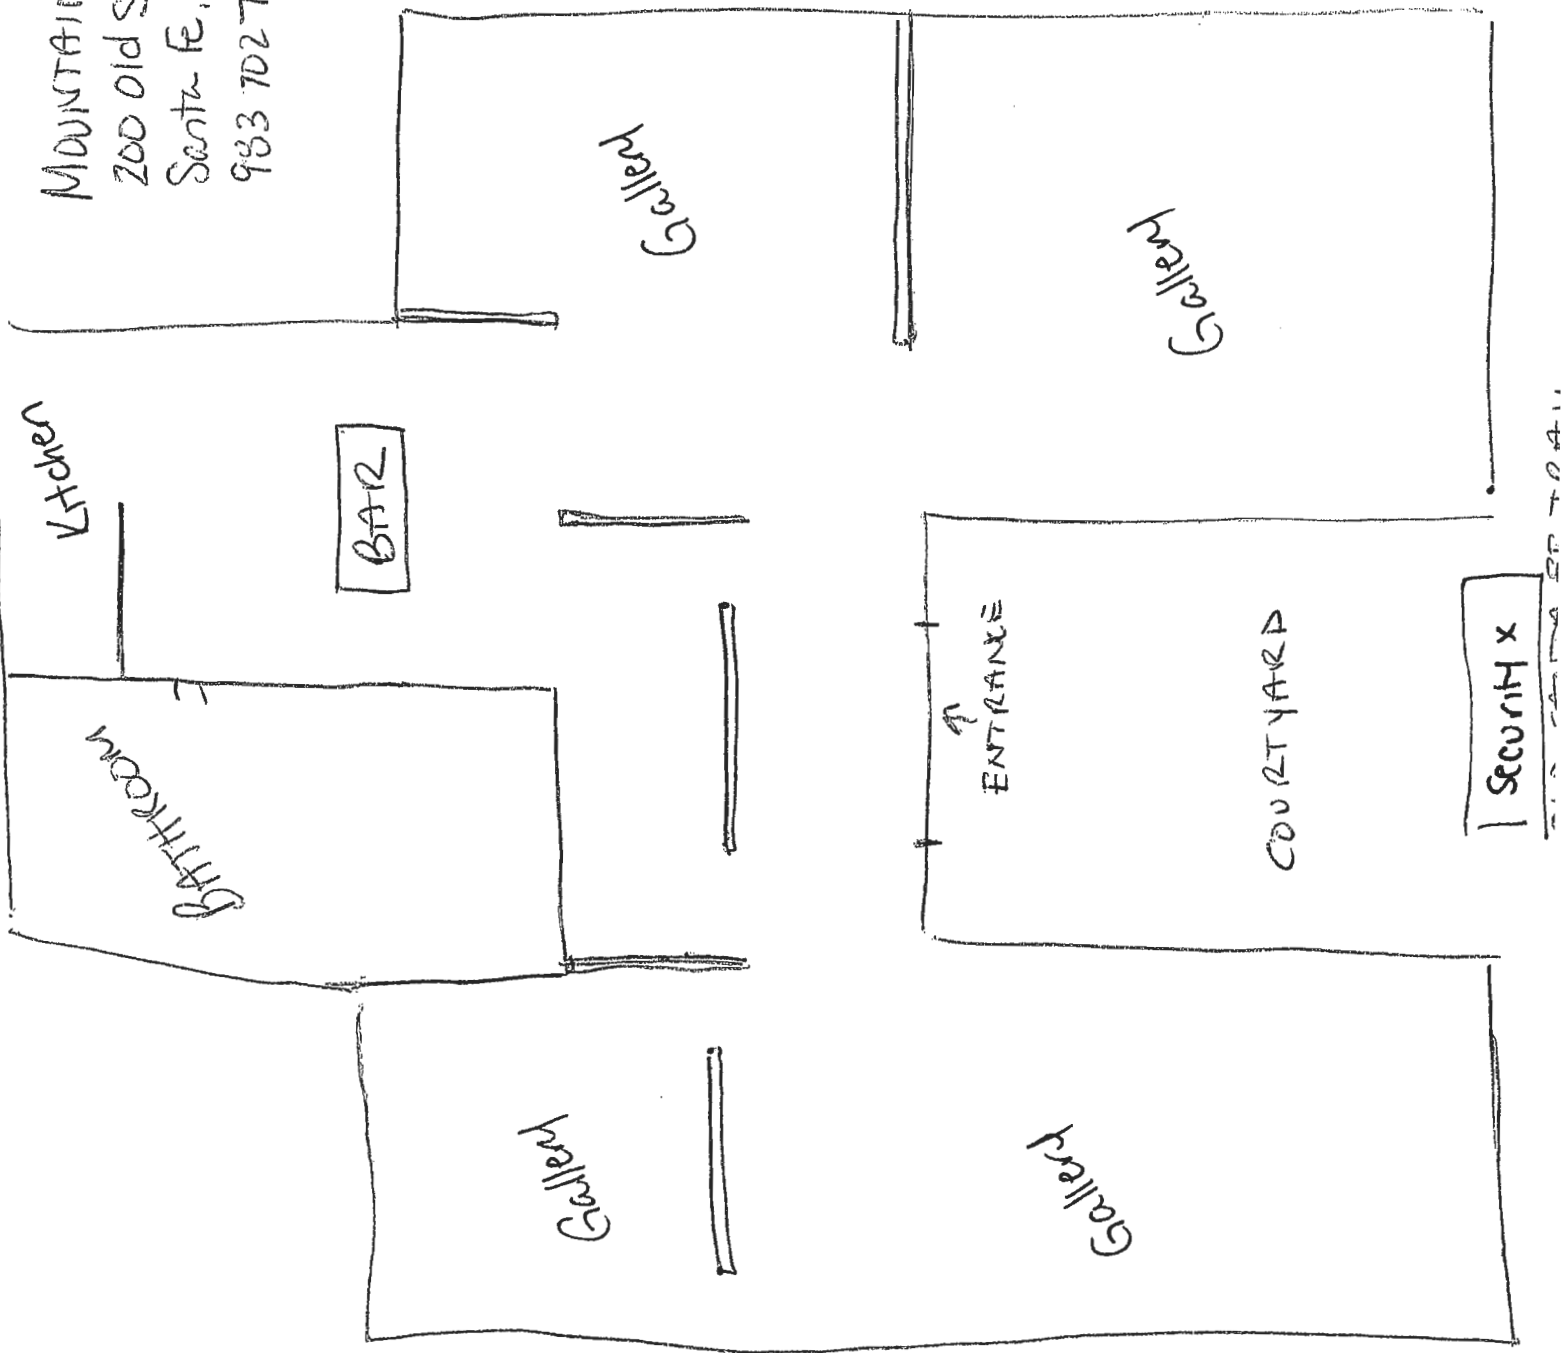 MOUNTAI
200 Old S
Santa Fe,
983 702 T
Kitchen
BATHROOM
BAR
Gallery
Gallery
Gallery
Gallery
↑
ENTRANCE
COURTYARD
Security x